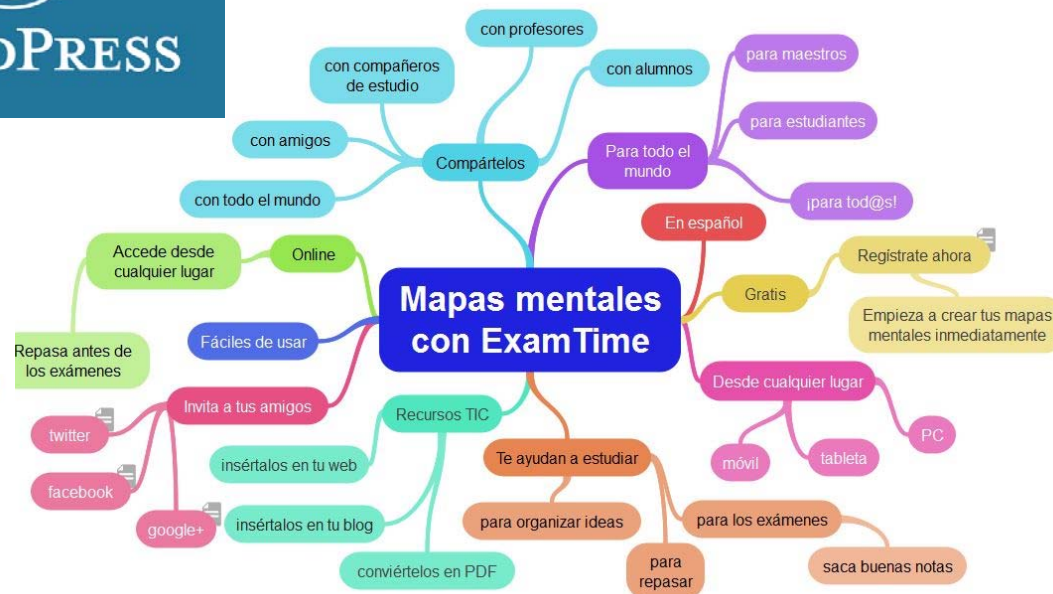 PRESS
con profesores
con compañeros
de estudio
con alumnos
con amigos
Compártelos
con todo el mundo
Para todo el
mundo
para maestros
para estudiantes
¡para tod@s!
En español
Accede desde
cualquier lugar
Online
Repasa antes de
los exámenes
Fáciles de usar
Mapas mentales
con ExamTime
Gratis
Regístrate ahora
Empieza a crear tus mapas
mentales inmediatamente
Desde cualquier lugar
móvil
tableta
PC
Invita a tus amigos
twitter
facebook
google+
Recursos TIC
insértalos en tu web
insértalos en tu blog
conviértelos en PDF
Te ayudan a estudiar
para organizar ideas
para
repasar
para los exámenes
saca buenas notas